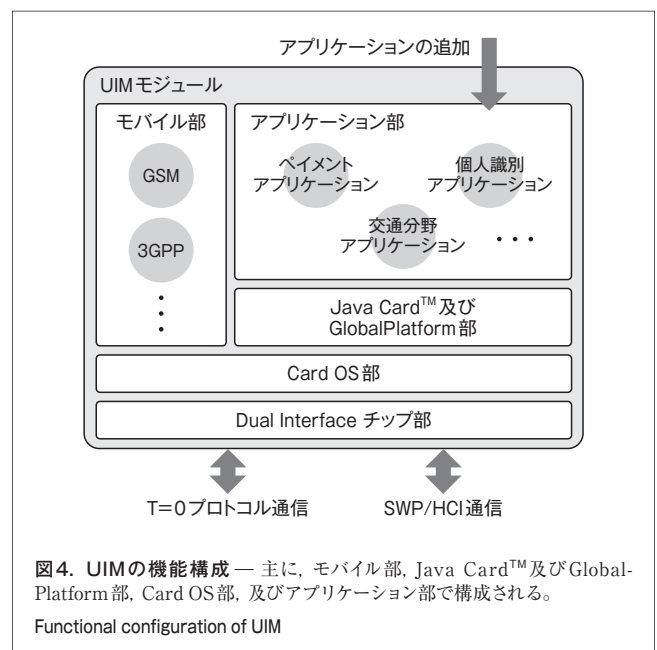 アプリケーションの追加
UIMモジュール
モバイル部
GSM
3GPP
アプリケーション部
ペイメント
アプリケーション
個人識別
アプリケーション
交通分野
アプリケーション
・・・
Java Card™及び
GlobalPlatform部
Card OS部
Dual Interface チップ部
T=0プロトコル通信
SWP/HCI通信
図4. UIMの機能構成 — 主に, モバイル部, Java Card™及びGlobal-
Platform部, Card OS部, 及びアプリケーション部で構成される。
Functional configuration of UIM